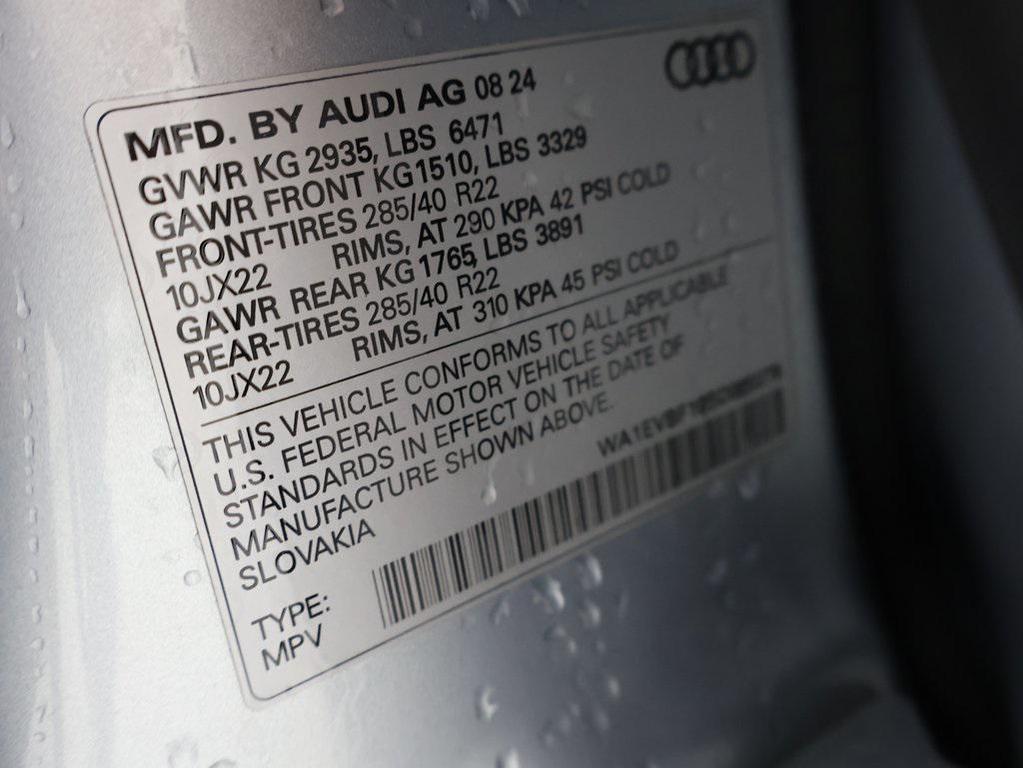 MFD. BY AUDI AG 08 24
GVWR KG 2935, LBS 6471
GAWR FRONT KG1510, LBS 3329
FRONT-TIRES 285/40 R22
10JX22 RIMS, AT 290 KPA 42 PSI COLD
GAWR REAR KG1765, LBS 3891
REAR-TIRES 285/40 R22
10JX22 RIMS, AT 310 KPA 45 PSI COLD
THIS VEHICLE CONFORMS TO ALL APPLICABLE
U.S. FEDERAL MOTOR VEHICLE SAFETY
STANDARDS IN EFFECT ON THE DATE OF
MANUFACTURE SHOWN ABOVE.
SLOVAKIA
TYPE:
MPV